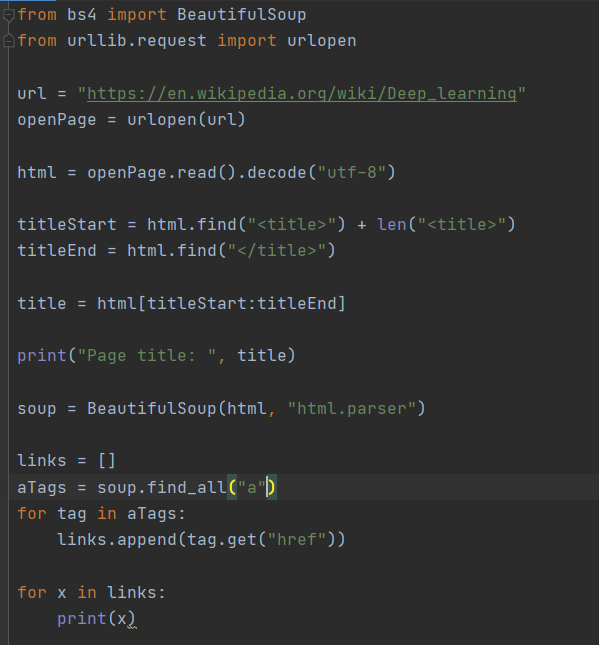 from bs4 import BeautifulSoup
from urllib.request import urlopen
url = "https://en.wikipedia.org/wiki/Deep_learning"
openPage = urlopen(url)
html = openPage.read().decode("utf-8")
titleStart = html.find("<title>") + len("<title>")
titleEnd = html.find("</title>")
title = html[titleStart:titleEnd]
print("Page title: ", title)
soup = BeautifulSoup(html, "html.parser")
links = []
aTags = soup.find_all("a")
for tag in aTags:
    links.append(tag.get("href"))
for x in links:
    print(x)